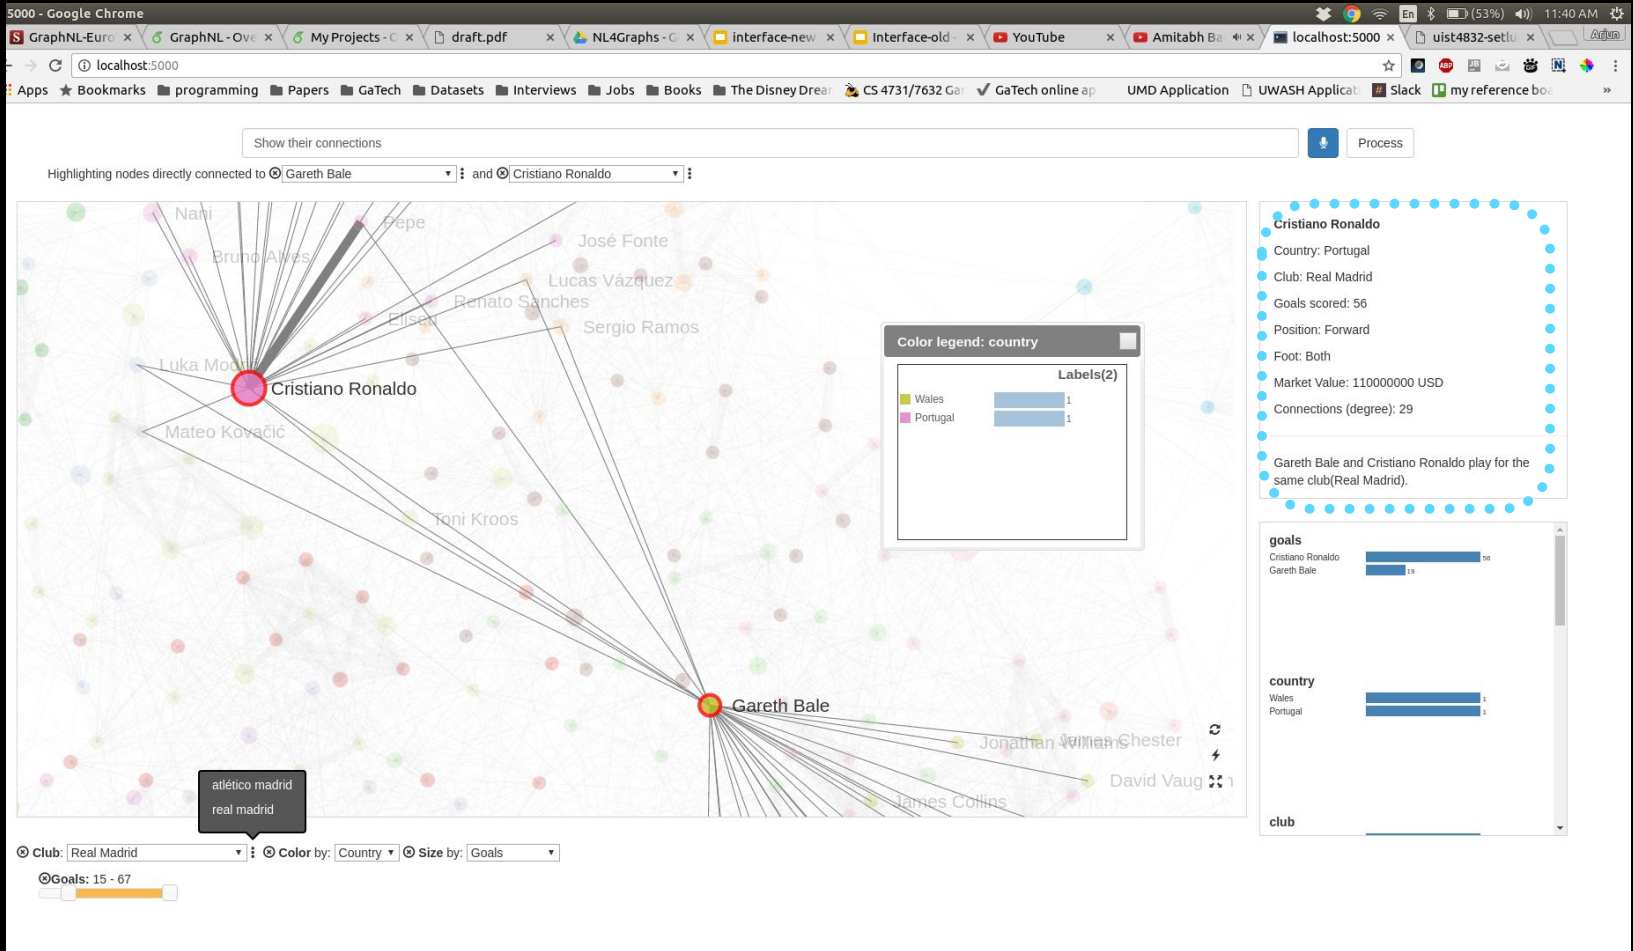 5000 - Google Chrome
En (53%) 11:40 AM
GraphNL-Euro
GraphNL - Ove
My Projects - O
draft.pdf
NL4Graphs - G
interface-new
Interface-old -
YouTube
Amitabh Ba
localhost:5000
uist4832-setlu
Arjun
localhost:5000
Apps Bookmarks programming Papers GaTech Datasets Interviews Jobs Books The Disney Drea CS 4731/7632 Ga GaTech online ap UMD Application UWASH Applicat Slack my reference boa »
Show their connections
Process
Highlighting nodes directly connected to Gareth Bale and Cristiano Ronaldo
Nani
Pepe
José Fonte
Bruno Alves
Lucas Vázquez
Renato Sanches
Eliseu
Sergio Ramos
Luka Modrić
Cristiano Ronaldo
Mateo Kovačić
Toni Kroos
Gareth Bale
Jonathan Williams
James Chester
David Vaug n
James Collins
Color legend: country
Labels(2)
Wales 1
Portugal 1
Cristiano Ronaldo
Country: Portugal
Club: Real Madrid
Goals scored: 56
Position: Forward
Foot: Both
Market Value: 110000000 USD
Connections (degree): 29
Gareth Bale and Cristiano Ronaldo play for the
same club(Real Madrid).
goals
Cristiano Ronaldo 56
Gareth Bale 19
country
Wales 1
Portugal 1
club
atlético madrid
real madrid
Club: Real Madrid Color by: Country Size by: Goals
Goals: 15 - 67